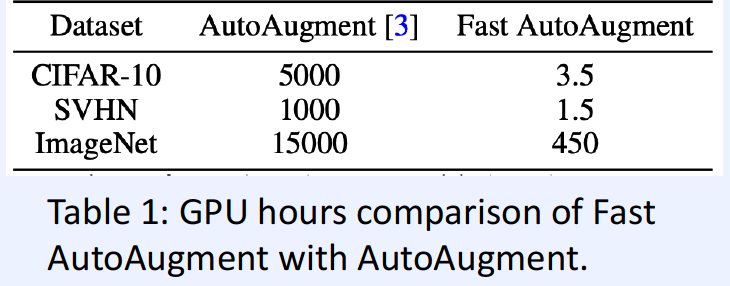 Dataset AutoAugment [3] Fast AutoAugment
CIFAR-10 5000 3.5
SVHN 1000 1.5
ImageNet 15000 450
Table 1: GPU hours comparison of Fast
AutoAugment with AutoAugment.